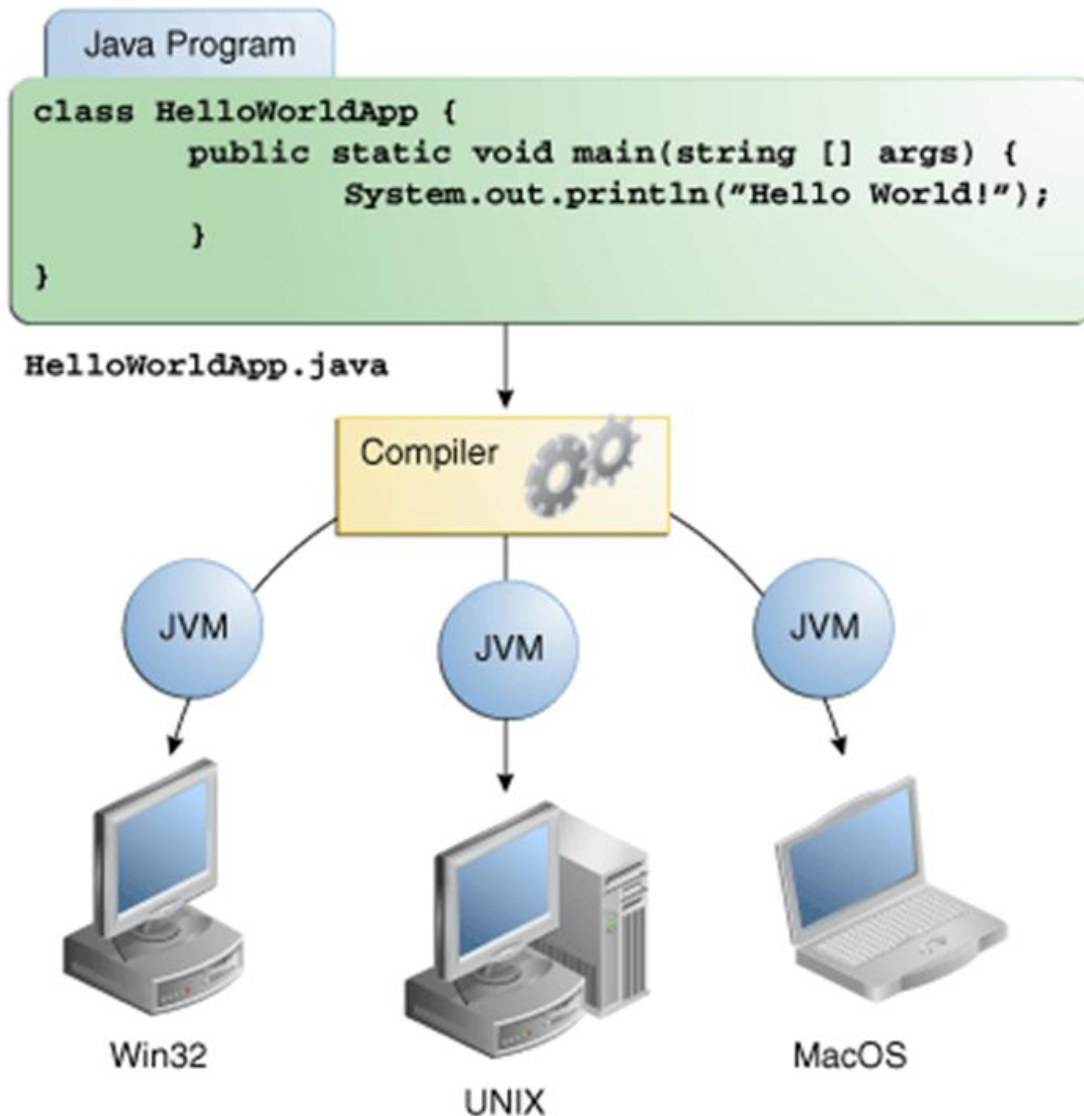 Java Program
class HelloWorldApp {
public static void main(string [] args) {
System.out.println(”Hello World!”);
}
}
HelloWorldApp.java
Compiler
JVM
JVM
JVM
Win32
UNIX
MacOS